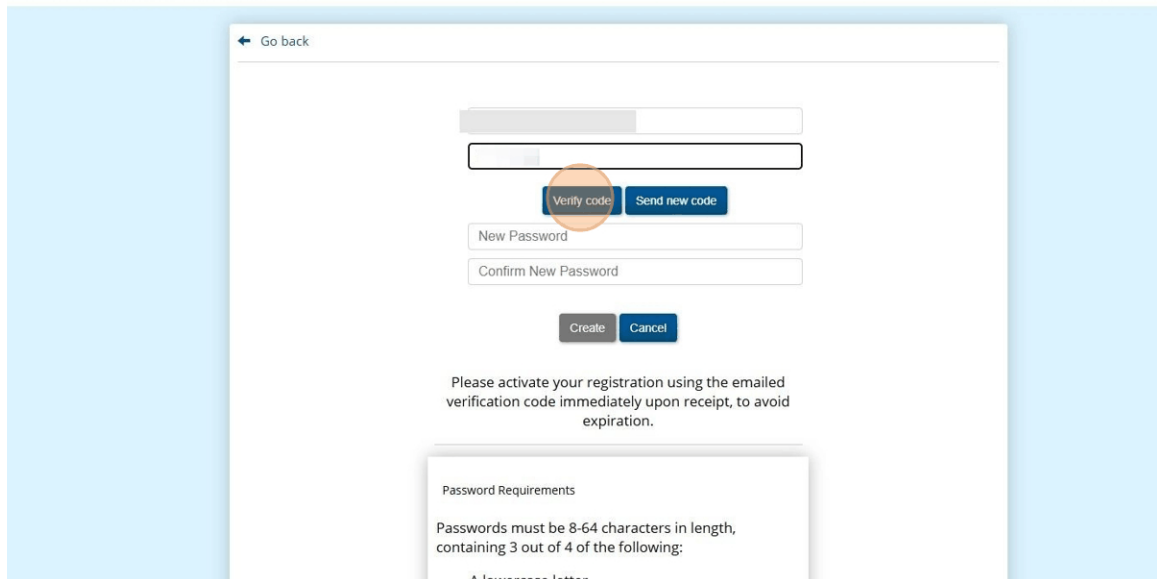 Go back
Verify code Send new code
New Password
Confirm New Password
Create Cancel
Please activate your registration using the emailed
verification code immediately upon receipt, to avoid
expiration.
Password Requirements
Passwords must be 8-64 characters in length,
containing 3 out of 4 of the following:
A lowercase letter